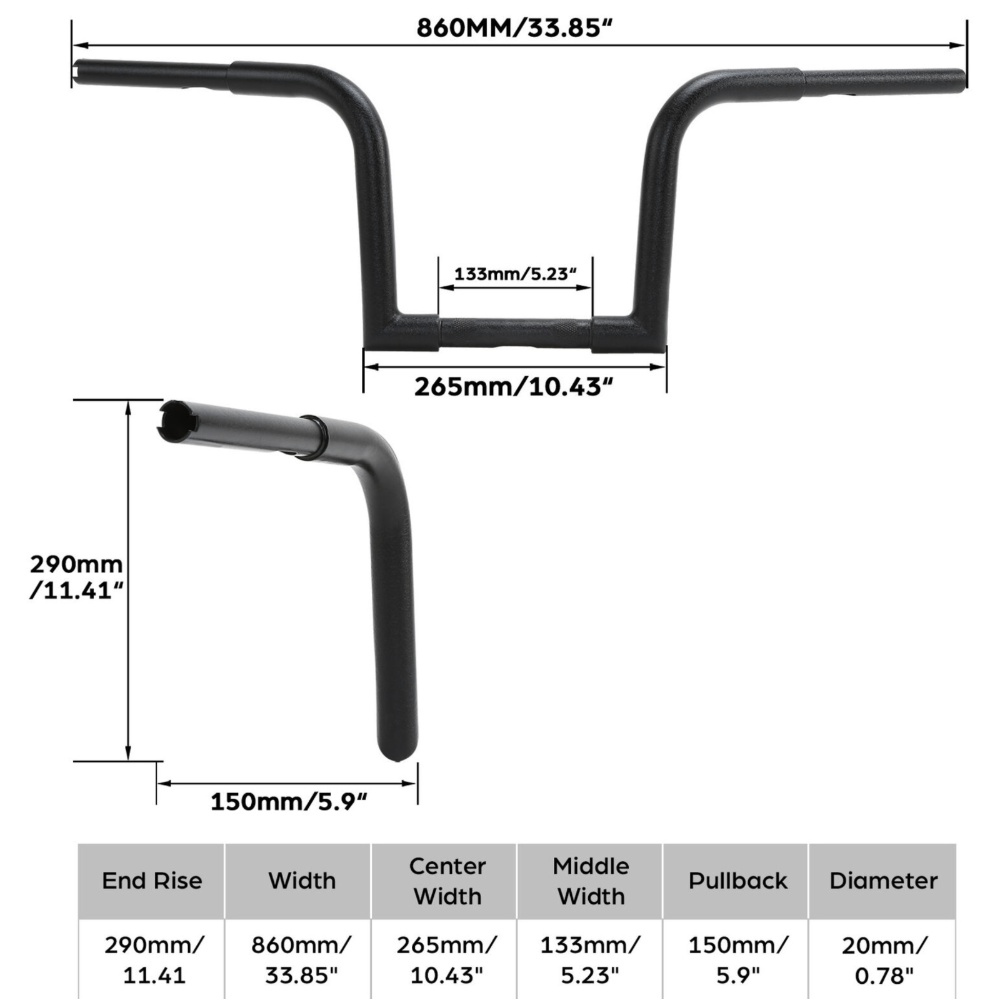 860MM/33.85“
133mm/5.23“
265mm/10.43“
290mm
/11.41“
150mm/5.9“
End Rise
Width
Center
Width
Middle
Width
Pullback
Diameter
290mm/
11.41
860mm/
33.85"
265mm/
10.43"
133mm/
5.23"
150mm/
5.9"
20mm/
0.78"